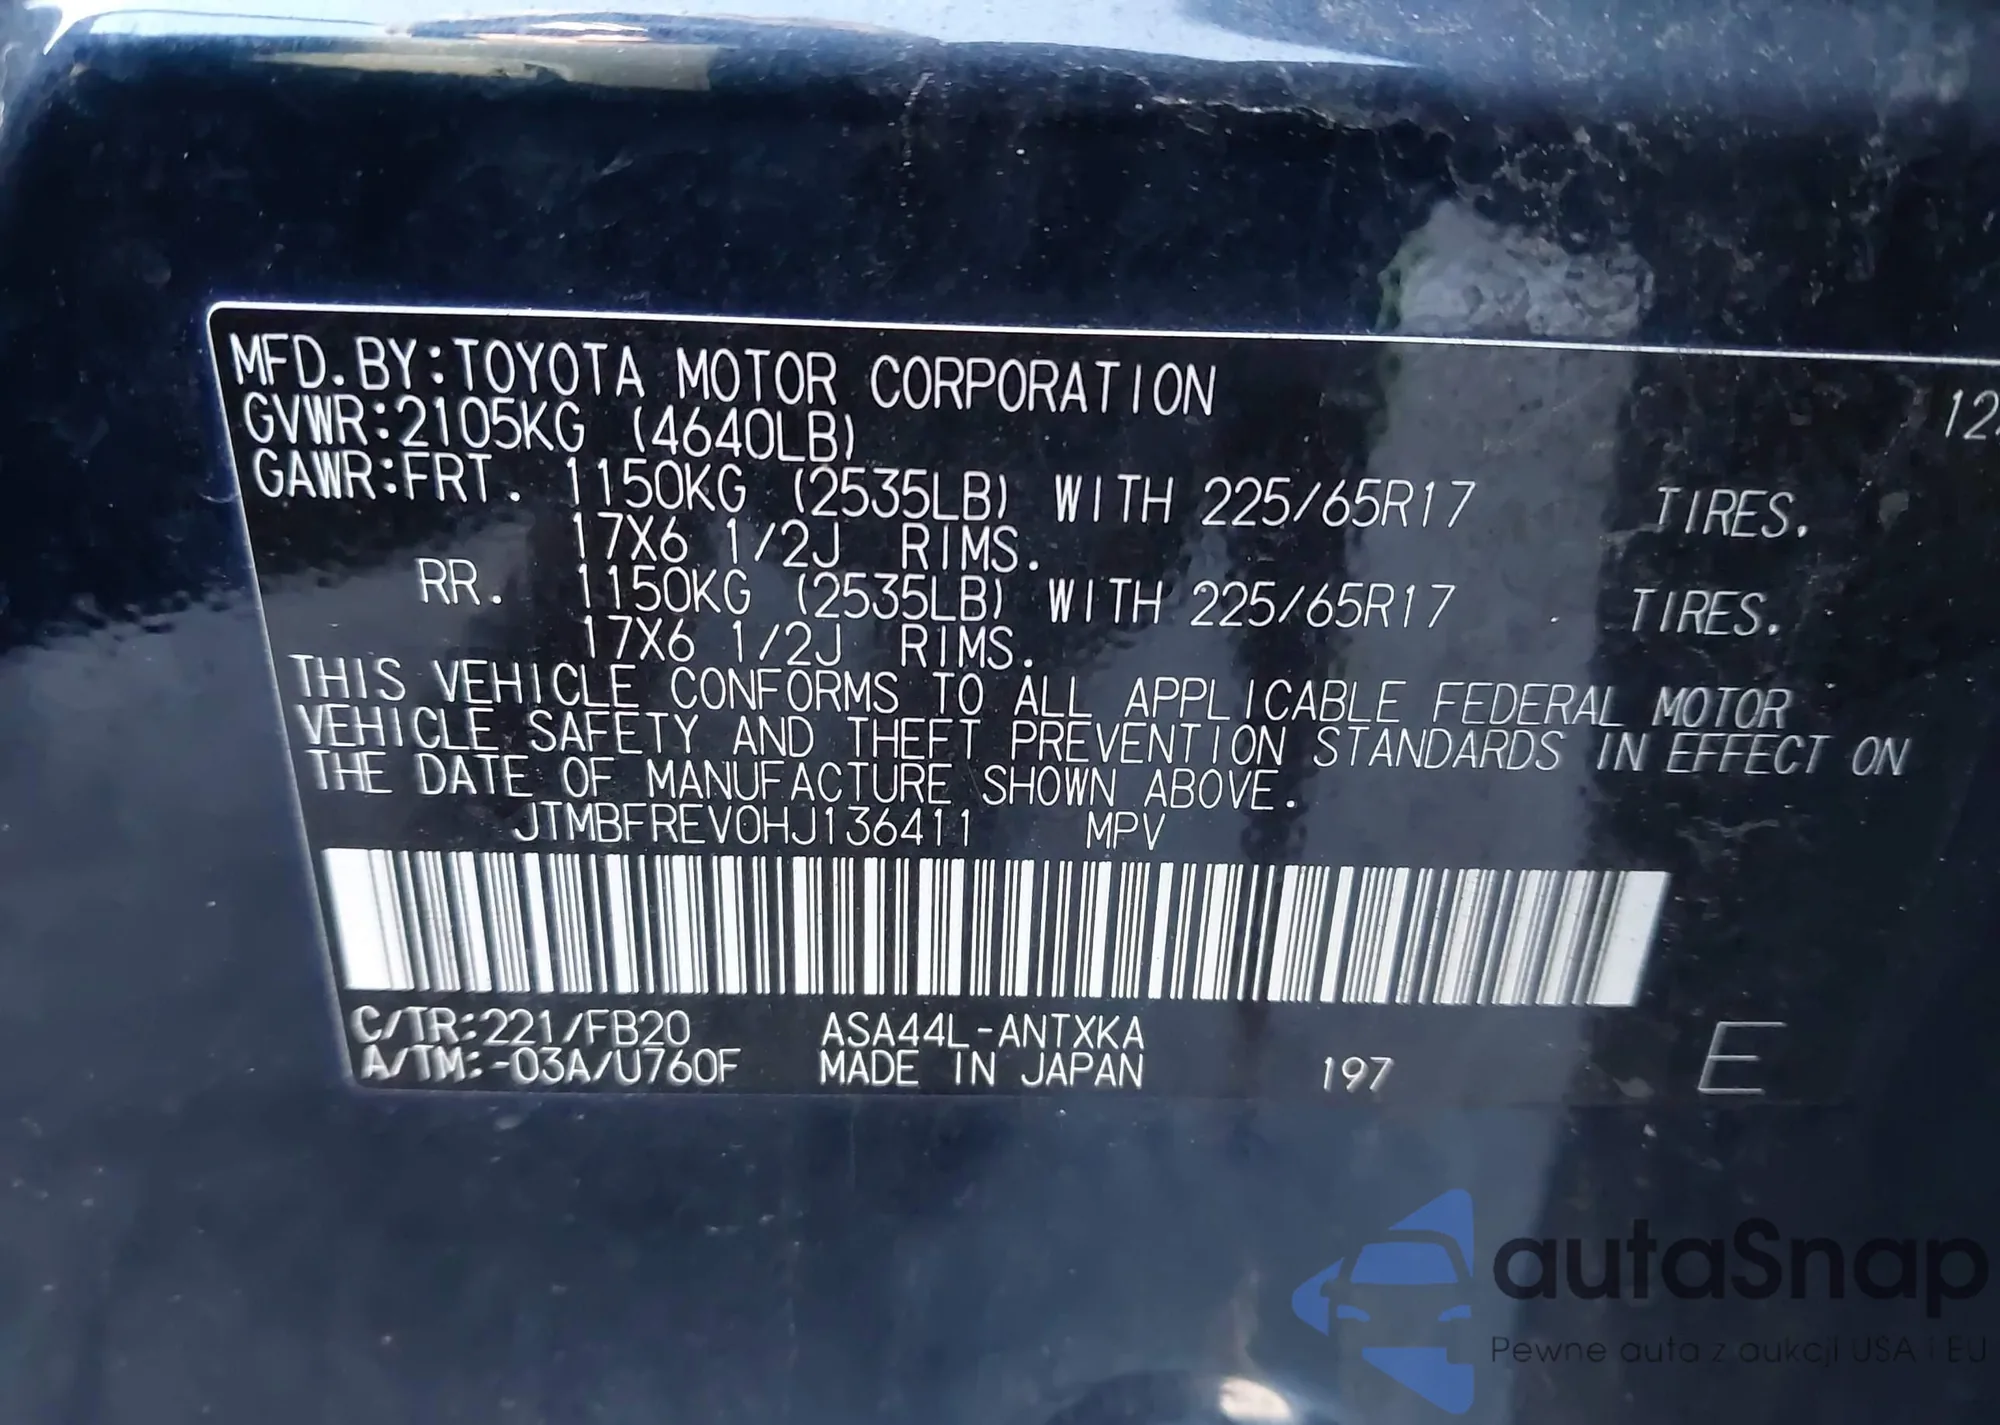 MFD.BY:TOYOTA MOTOR CORPORATION
12
GVWR:2105KG (4640LB)
GAWR:FRT. 1150KG (2535LB) WITH 225/65R17 TIRES.
17X6 1/2J RIMS.
RR. 1150KG (2535LB) WITH 225/65R17 TIRES.
17X6 1/2J RIMS.
THIS VEHICLE CONFORMS TO ALL APPLICABLE FEDERAL MOTOR
VEHICLE SAFETY AND THEFT PREVENTION STANDARDS IN EFFECT ON
THE DATE OF MANUFACTURE SHOWN ABOVE.
JTMBFREV0HJ136411 MPV
C/TR:221/FB20 ASA44L-ANTXKA
A/TM:-03A/U760F MADE IN JAPAN 197 E
autaSnap
Pewne auta z aukcji USA i EU